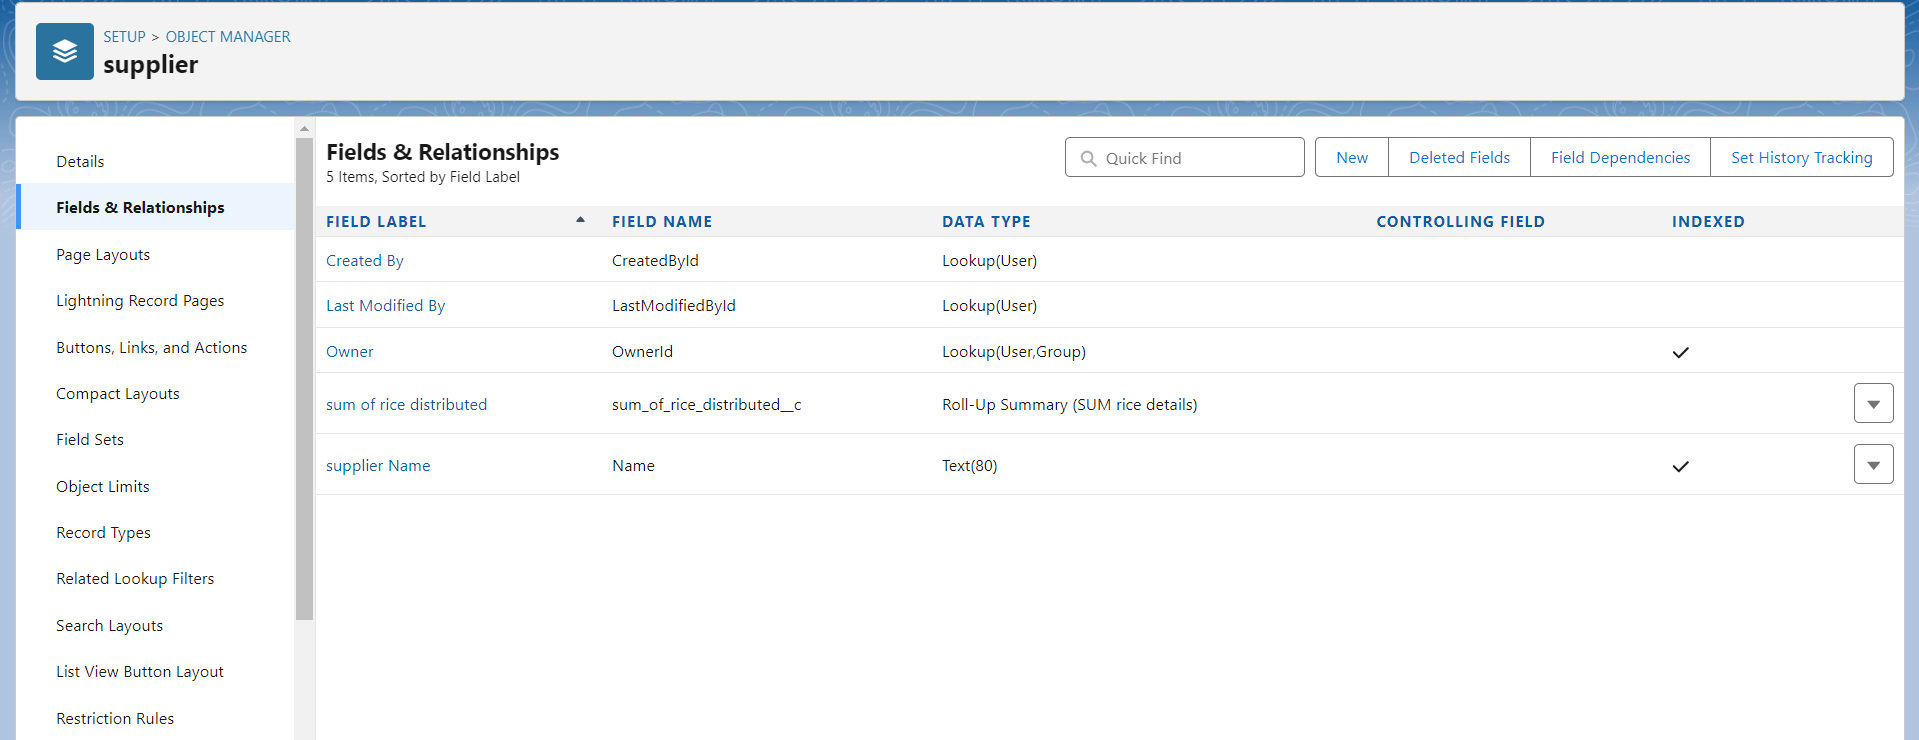 SETUP > OBJECT MANAGER
supplier
Details
Fields & Relationships
Page Layouts
Lightning Record Pages
Buttons, Links, and Actions
Compact Layouts
Field Sets
Object Limits
Record Types
Related Lookup Filters
Search Layouts
List View Button Layout
Restriction Rules
Fields & Relationships
5 Items, Sorted by Field Label
Quick Find
New
Deleted Fields
Field Dependencies
Set History Tracking
FIELD LABEL FIELD NAME DATA TYPE CONTROLLING FIELD INDEXED
Created By CreatedById Lookup(User)
Last Modified By LastModifiedById Lookup(User)
Owner OwnerId Lookup(User,Group)
sum of rice distributed sum_of_rice_distributed__c Roll-Up Summary (SUM rice details)
supplier Name Name Text(80)